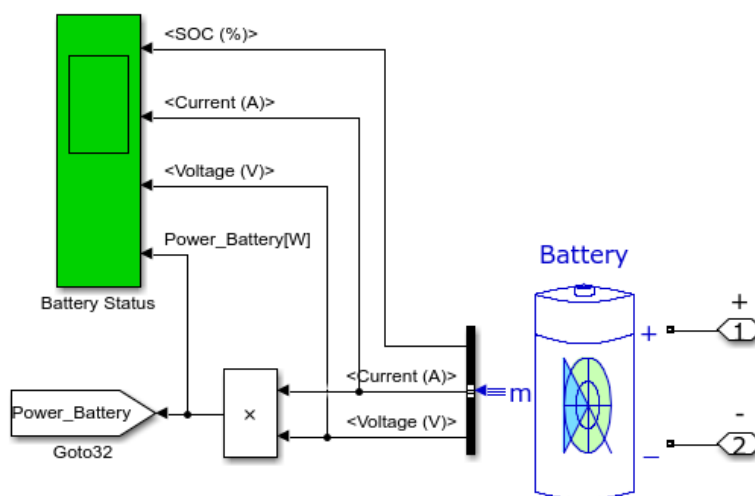 <SOC (%)>
<Current (A)>
<Voltage (V)>
Power_Battery[W]
Battery Status
Battery
+
1
+
<Current (A)>
m
Power_Battery
×
<Voltage (V)>
Goto32
-
2
−